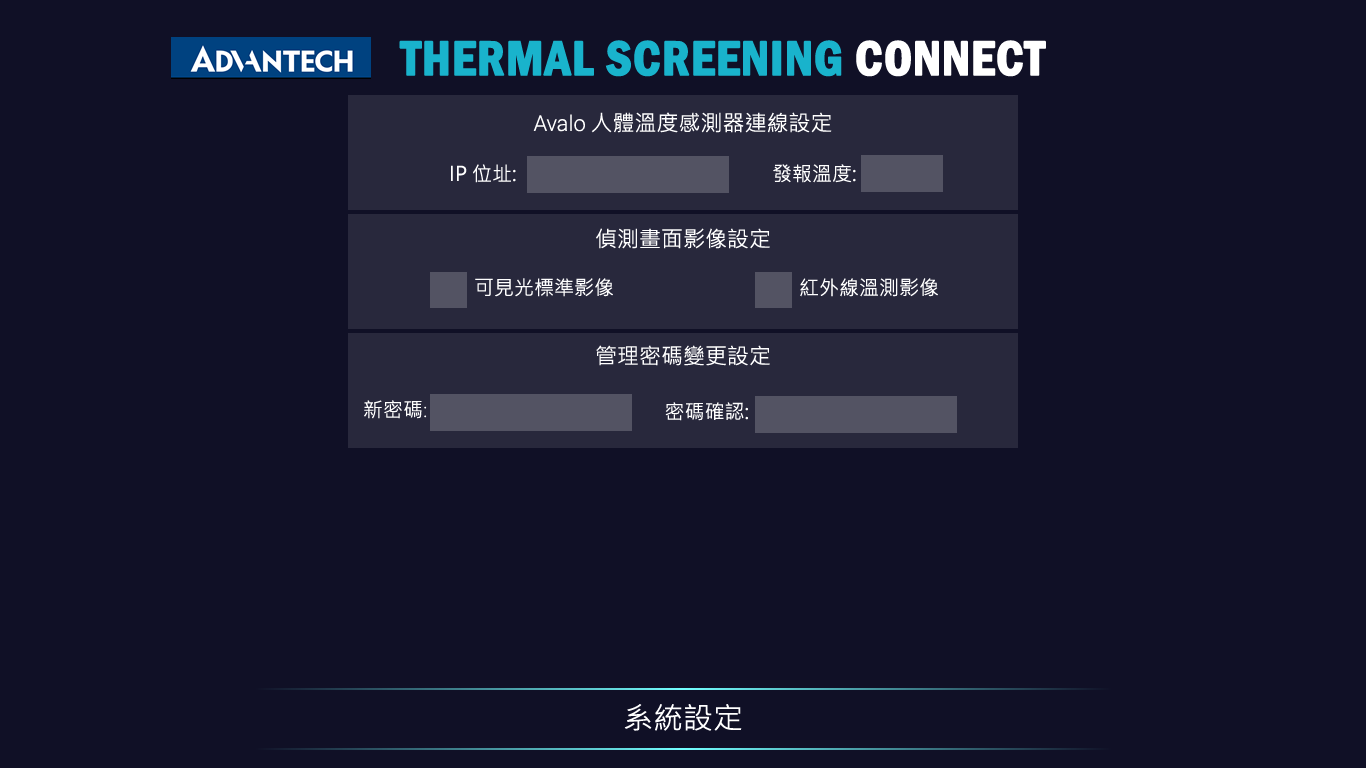 ADVANTECH THERMAL SCREENING CONNECT
Avalo 人體溫度感測器連線設定
IP 位址: 發報溫度:
偵測畫面影像設定
可見光標準影像 紅外線溫測影像
管理密碼變更設定
新密碼: 密碼確認:
系統設定